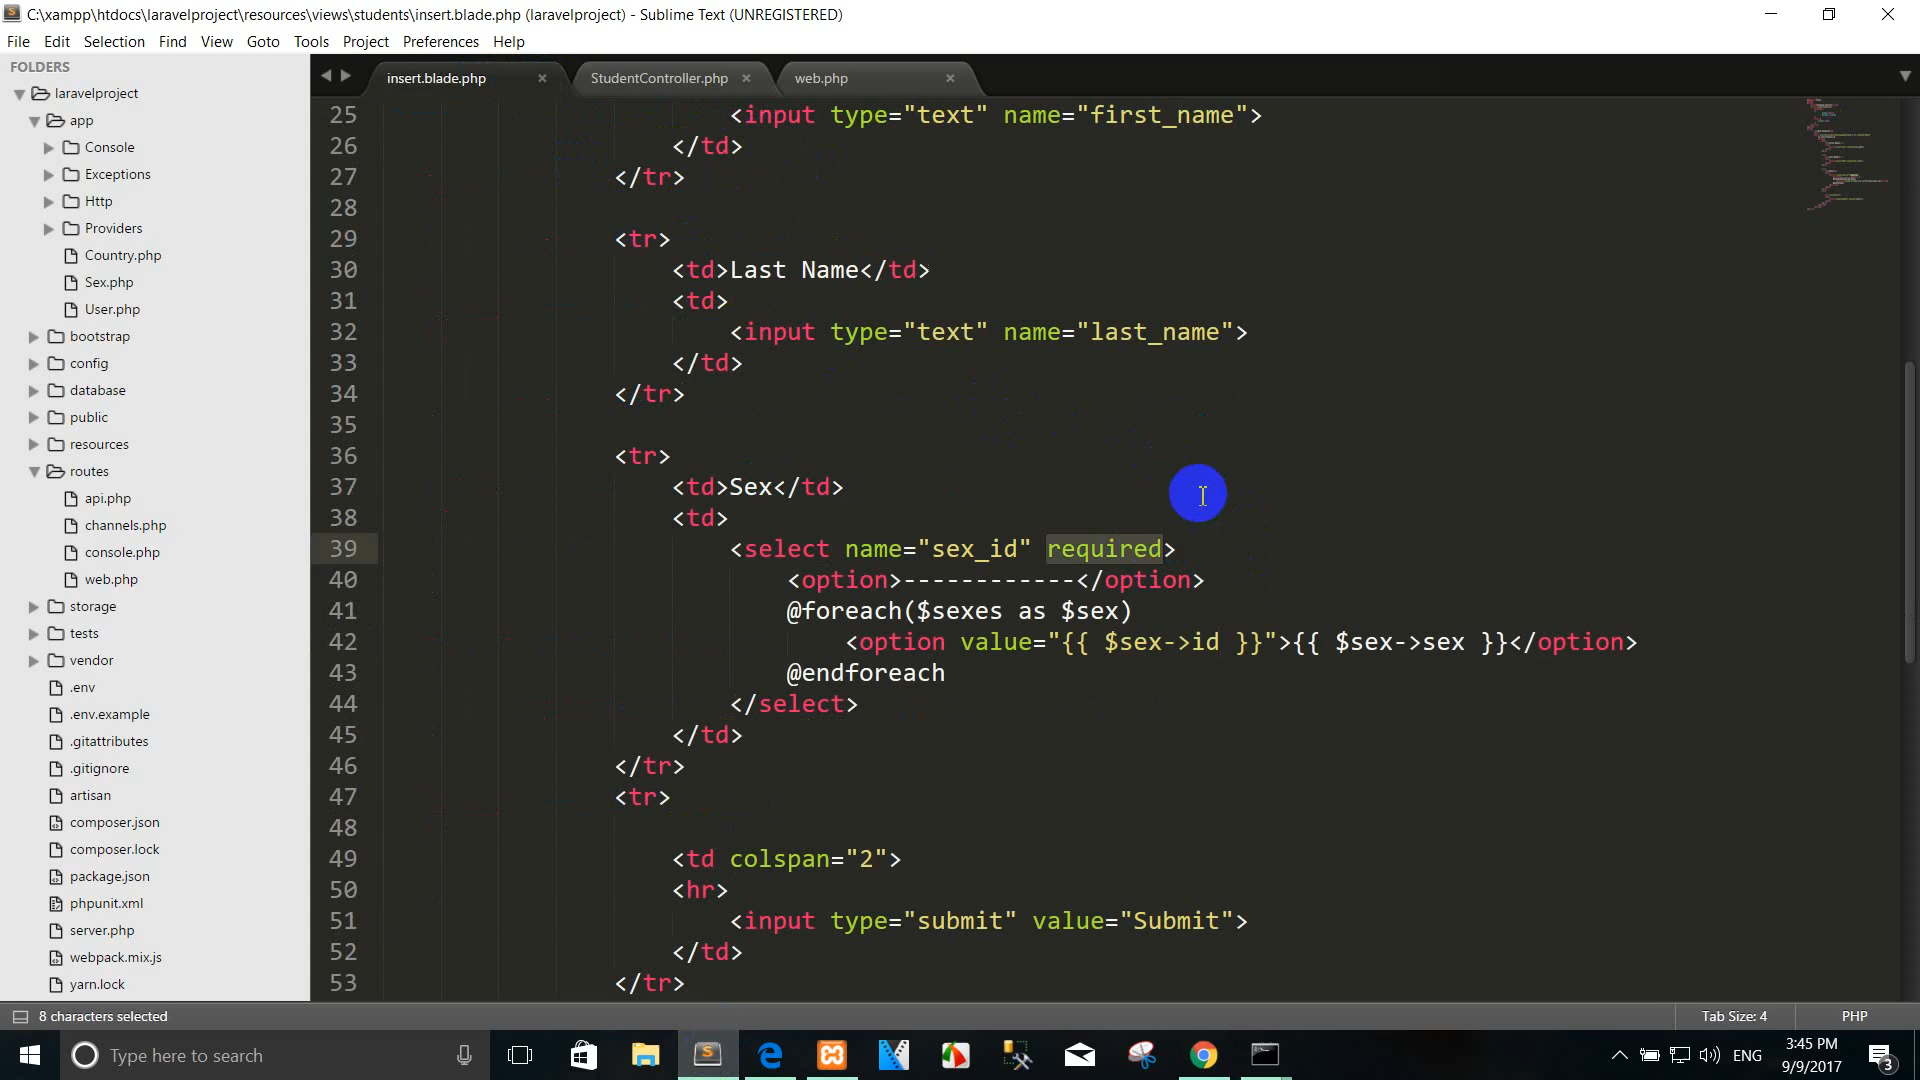 C:\xampp\htdocs\laravelproject\resources\views\students\insert.blade.php (laravelproject) - Sublime Text (UNREGISTERED)
File Edit Selection Find View Goto Tools Project Preferences Help
FOLDERS
laravelproject
app
Console
Exceptions
Http
Providers
Country.php
Sex.php
User.php
bootstrap
config
database
public
resources
routes
api.php
channels.php
console.php
web.php
storage
tests
vendor
.env
.env.example
.gitattributes
.gitignore
artisan
composer.json
composer.lock
package.json
phpunit.xml
server.php
webpack.mix.js
yarn.lock
insert.blade.php StudentController.php web.php
25 <input type="text" name="first_name">
26 </td>
27 </tr>
28
29 <tr>
30 <td>Last Name</td>
31 <td>
32 <input type="text" name="last_name">
33 </td>
34 </tr>
35
36 <tr>
37 <td>Sex</td>
38 <td>
39 <select name="sex_id" required>
40 <option>------------</option>
41 @foreach($sexes as $sex)
42 <option value="{{ $sex->id }}">{{ $sex->sex }}</option>
43 @endforeach
44 </select>
45 </td>
46 </tr>
47 <tr>
48
49 <td colspan="2">
50 <hr>
51 <input type="submit" value="Submit">
52 </td>
53 </tr>
8 characters selected Tab Size: 4 PHP
Type here to search
ENG
3:45 PM
9/9/2017
3